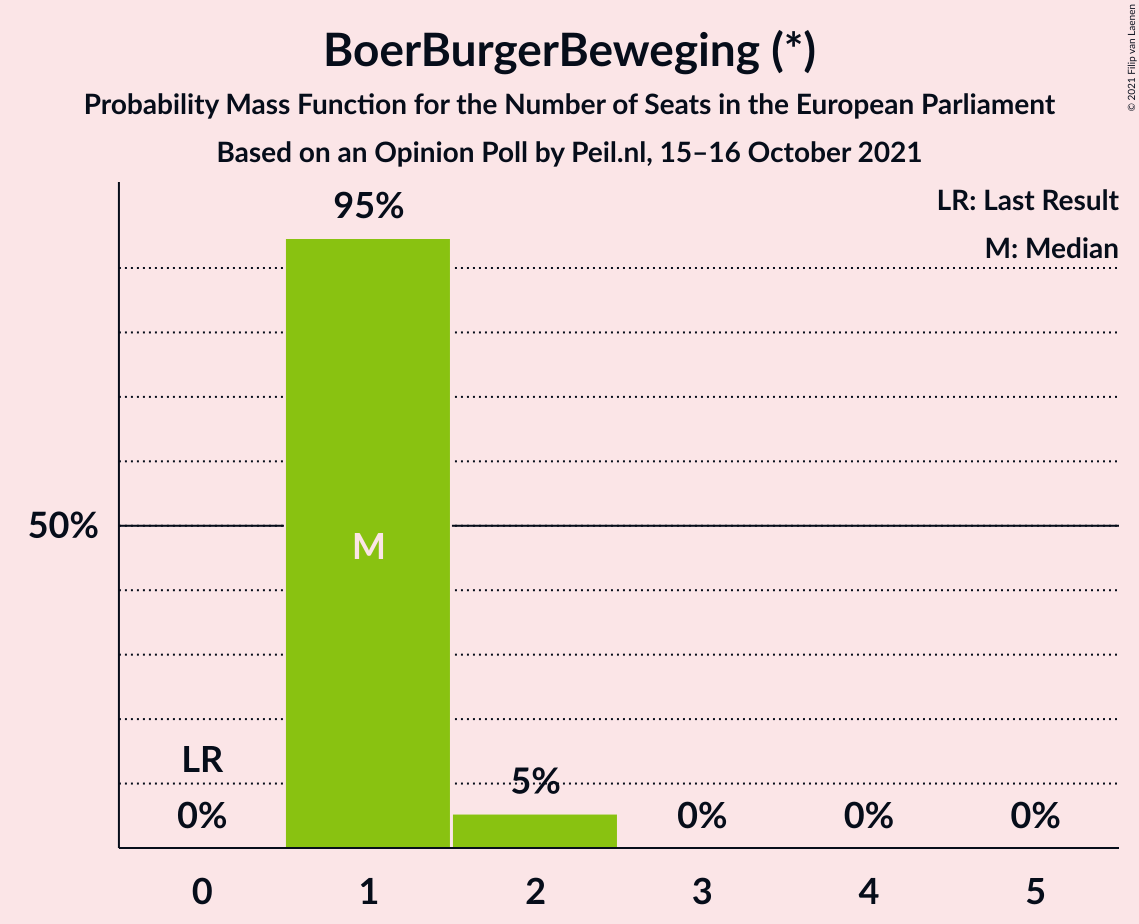 BoerBurgerBeweging (*)
Probability Mass Function for the Number of Seats in the European Parliament
Based on an Opinion Poll by Peil.nl, 15–16 October 2021
© 2021 Filip van Laenen
LR: Last Result
M: Median
95%
50%
M
LR
5%
0%
0%
0%
0%
0
1
2
3
4
5